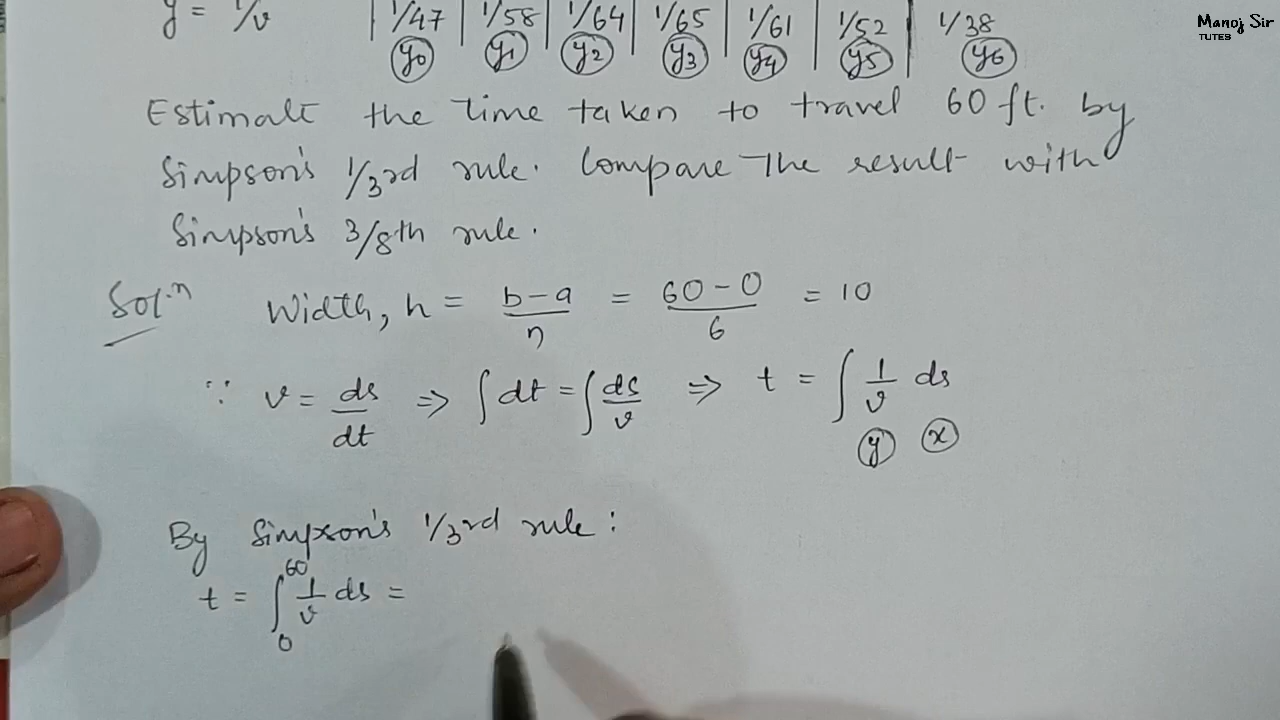 Manoj Sir
TUTES
y = 1/v | 1/47 | 1/58 | 1/64 | 1/65 | 1/61 | 1/52 | 1/38
y0 y1 y2 y3 y4 y5 y6
Estimate the time taken to travel 60 ft. by
Simpson's 1/3rd rule. Compare the result with
Simpson's 3/8th rule.
Sol.n Width, h = b-a/n = 60-0/6 = 10
∵ v = ds/dt ⇒ ∫dt = ∫ds/v ⇒ t = ∫ 1/v ds
y x
By Simpson's 1/3rd rule:
t = ∫₀⁶⁰ 1/v ds =